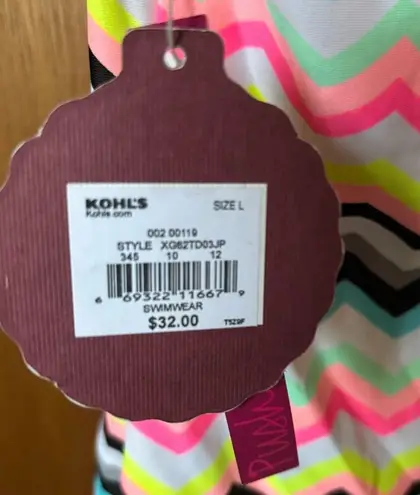 KOHL'S
Kohls.com
SIZE L
002 00119
STYLE XG62TD03JP
345 10 12
6 69322 11667 9
SWIMWEAR
$32.00
T5Z9F